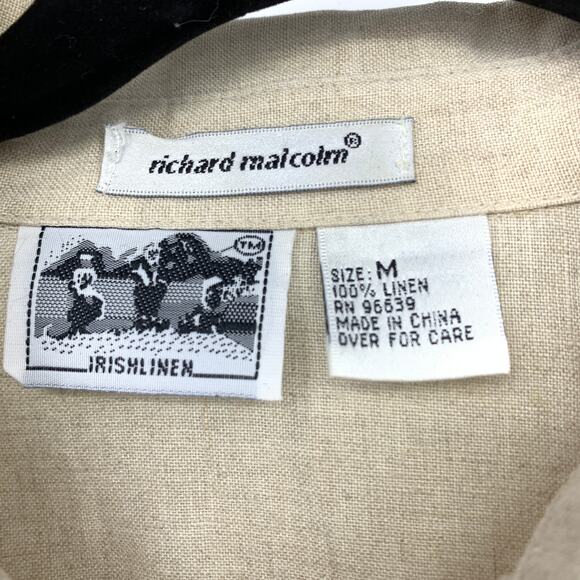 richard malcolm®
TM
IRISHLINEN
SIZE: M
100% LINEN
RN 96639
MADE IN CHINA
OVER FOR CARE